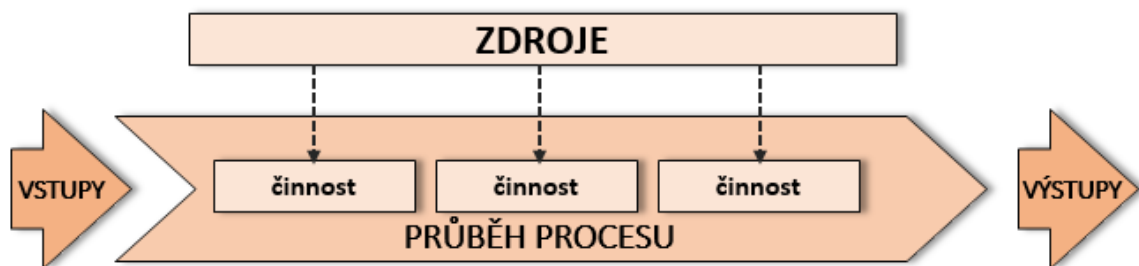 ZDROJE
VSTUPY
činnost
činnost
činnost
PRŮBĚH PROCESU
VÝSTUPY